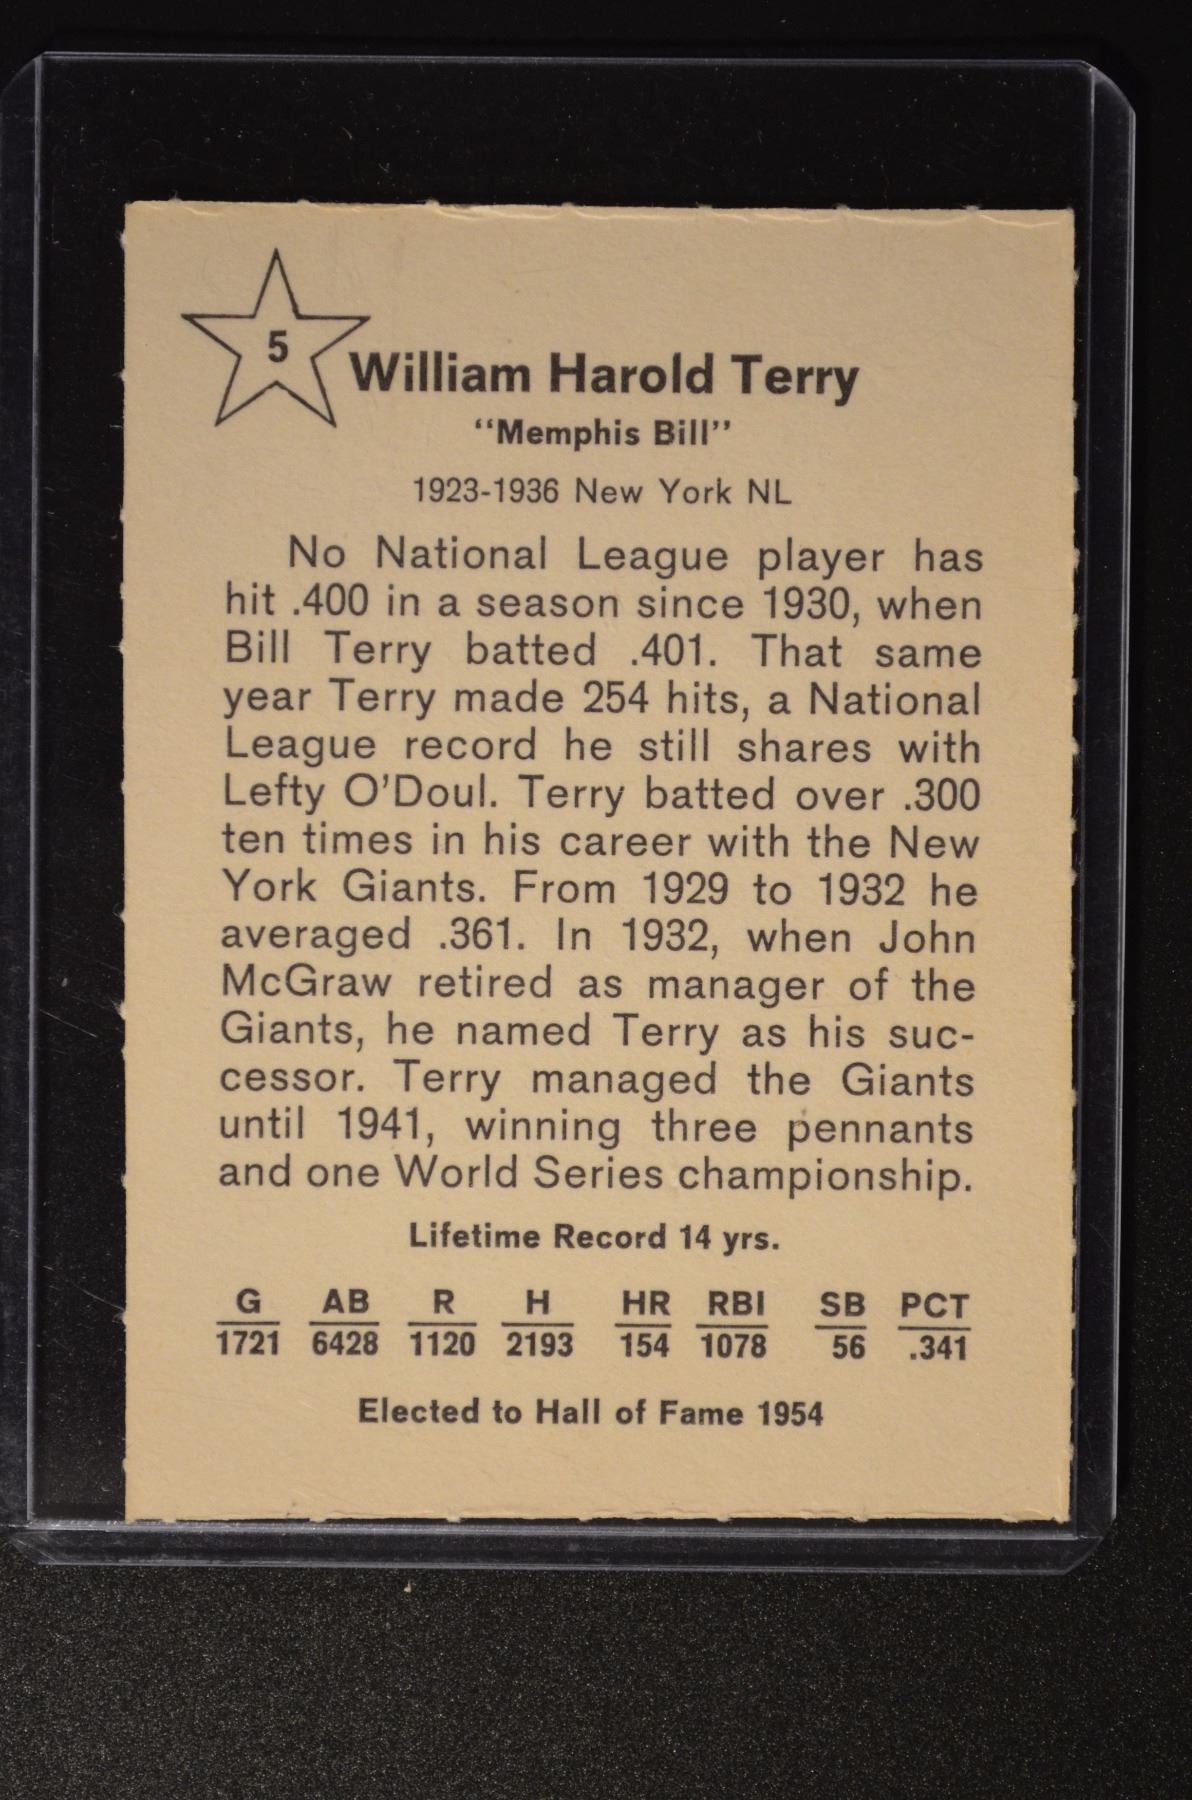 5
William Harold Terry
“Memphis Bill”
1923-1936 New York NL
No National League player has
hit .400 in a season since 1930, when
Bill Terry batted .401. That same
year Terry made 254 hits, a National
League record he still shares with
Lefty O'Doul. Terry batted over .300
ten times in his career with the New
York Giants. From 1929 to 1932 he
averaged .361. In 1932, when John
McGraw retired as manager of the
Giants, he named Terry as his suc-
cessor. Terry managed the Giants
until 1941, winning three pennants
and one World Series championship.
Lifetime Record 14 yrs.
G AB R H HR RBI SB PCT
1721 6428 1120 2193 154 1078 56 .341
Elected to Hall of Fame 1954